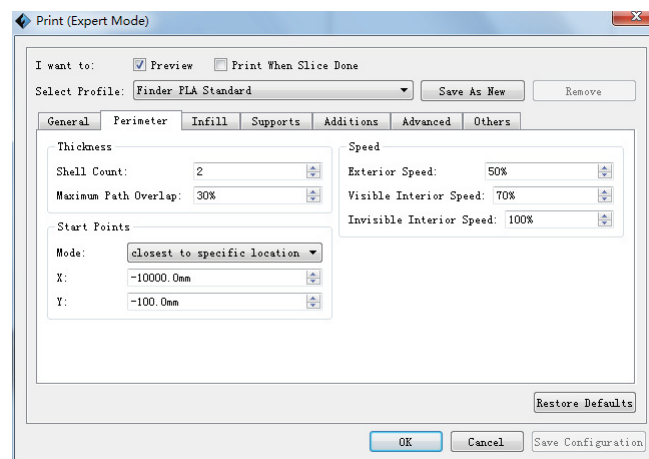 Print (Expert Mode)
I want to: Preview Print When Slice Done
Select Profile: Finder PLA Standard Save As New Remove
General Perimeter Infill Supports Additions Advanced Others
Thickness
Shell Count: 2
Maximum Path Overlap: 30%
Start Points
Mode: closest to specific location
X: -10000.0mm
Y: -100.0mm
Speed
Exterior Speed: 50%
Visible Interior Speed: 70%
Invisible Interior Speed: 100%
Restore Defaults
OK Cancel Save Configuration